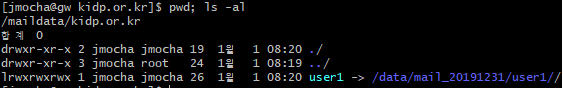 [jmocha@gw kidp.or.kr]$ pwd; ls -al
/maildata/kidp.or.kr
합계 0
drwxr-xr-x 2 jmocha jmocha 19 1월 1 08:20 ./
drwxr-xr-x 3 jmocha root 24 1월 1 08:19 ../
lrwxrwxrwx 1 jmocha jmocha 26 1월 1 08:20 user1 -> /data/mail_20191231/user1//